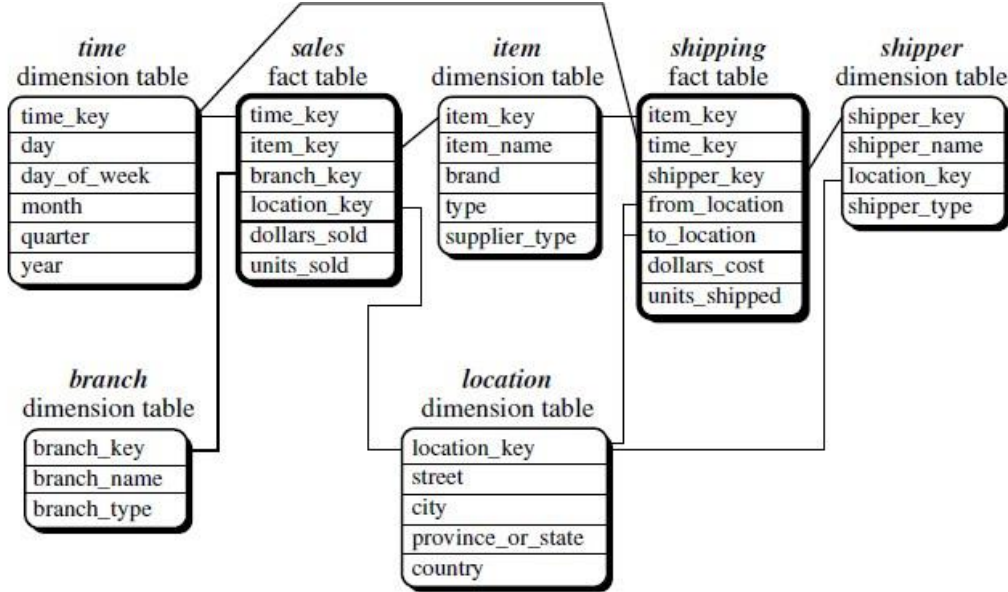 time
dimension table
time_key
day
day_of_week
month
quarter
year
sales
fact table
time_key
item_key
branch_key
location_key
dollars_sold
units_sold
item
dimension table
item_key
item_name
brand
type
supplier_type
shipping
fact table
item_key
time_key
shipper_key
from_location
to_location
dollars_cost
units_shipped
shipper
dimension table
shipper_key
shipper_name
location_key
shipper_type
branch
dimension table
branch_key
branch_name
branch_type
location
dimension table
location_key
street
city
province_or_state
country